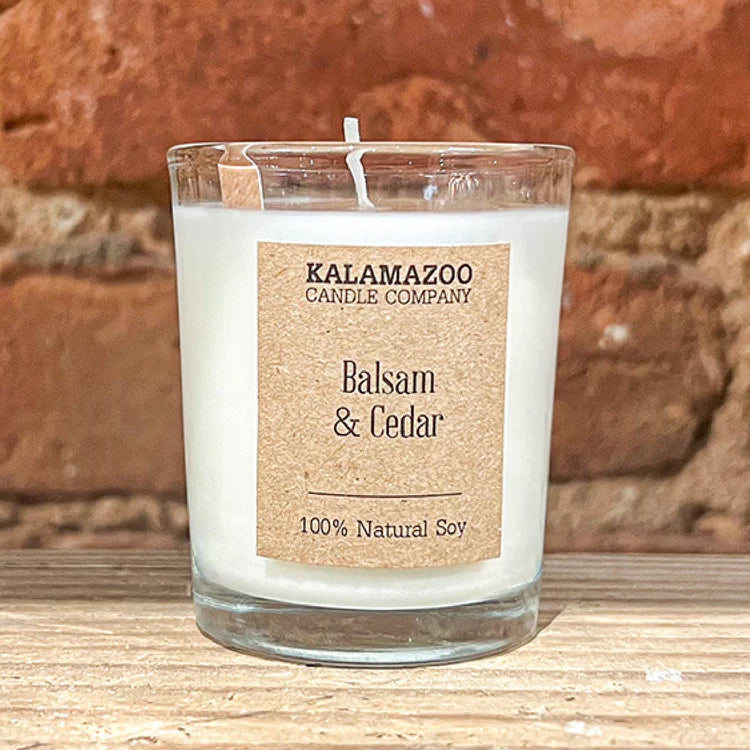 KALAMAZOO
CANDLE COMPANY
Balsam
& Cedar
100% Natural Soy